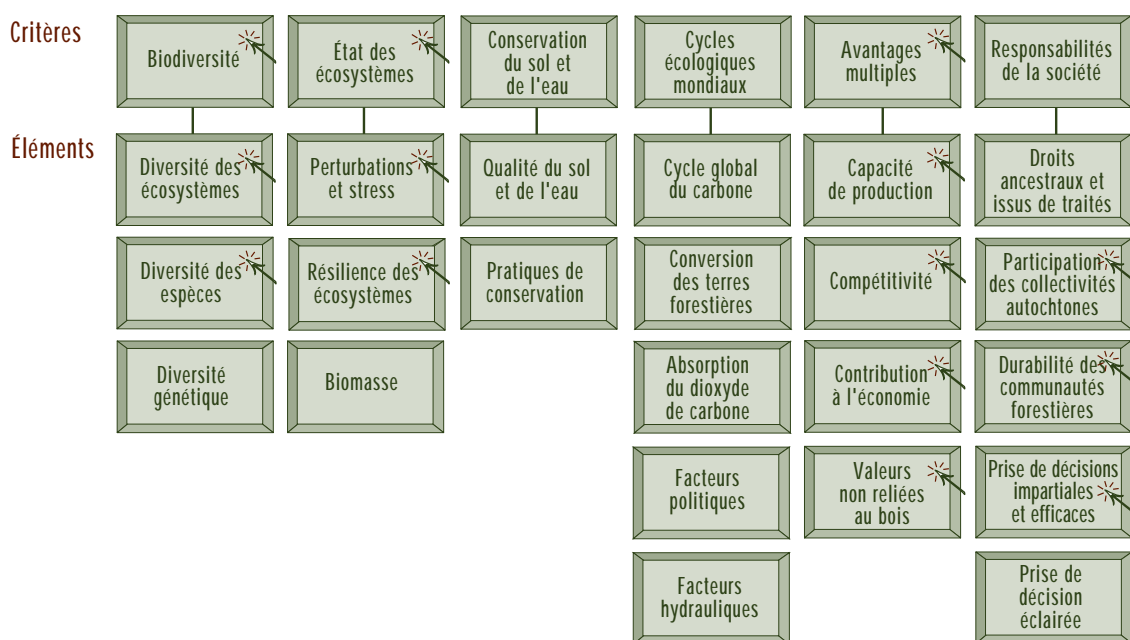 Critères
Biodiversité
État des
écosystèmes
Conservation
du sol et
de l'eau
Cycles
écologiques
mondiaux
Avantages
multiples
Responsabilités
de la société
Éléments
Diversité des
écosystèmes
Perturbations
et stress
Qualité du sol
et de l'eau
Cycle global
du carbone
Capacité
de production
Droits
ancestraux et
issus de traités
Diversité des
espèces
Résilience des
écosystèmes
Pratiques de
conservation
Conversion
des terres
forestières
Compétitivité
Participation
des collectivités
autochtones
Diversité
génétique
Biomasse
Absorption
du dioxyde
de carbone
Contribution
à l'économie
Durabilité des
communautés
forestières
Facteurs
politiques
Valeurs
non reliées
au bois
Prise de décisions
impartiales
et efficaces
Facteurs
hydrauliques
Prise de
décision
éclairée